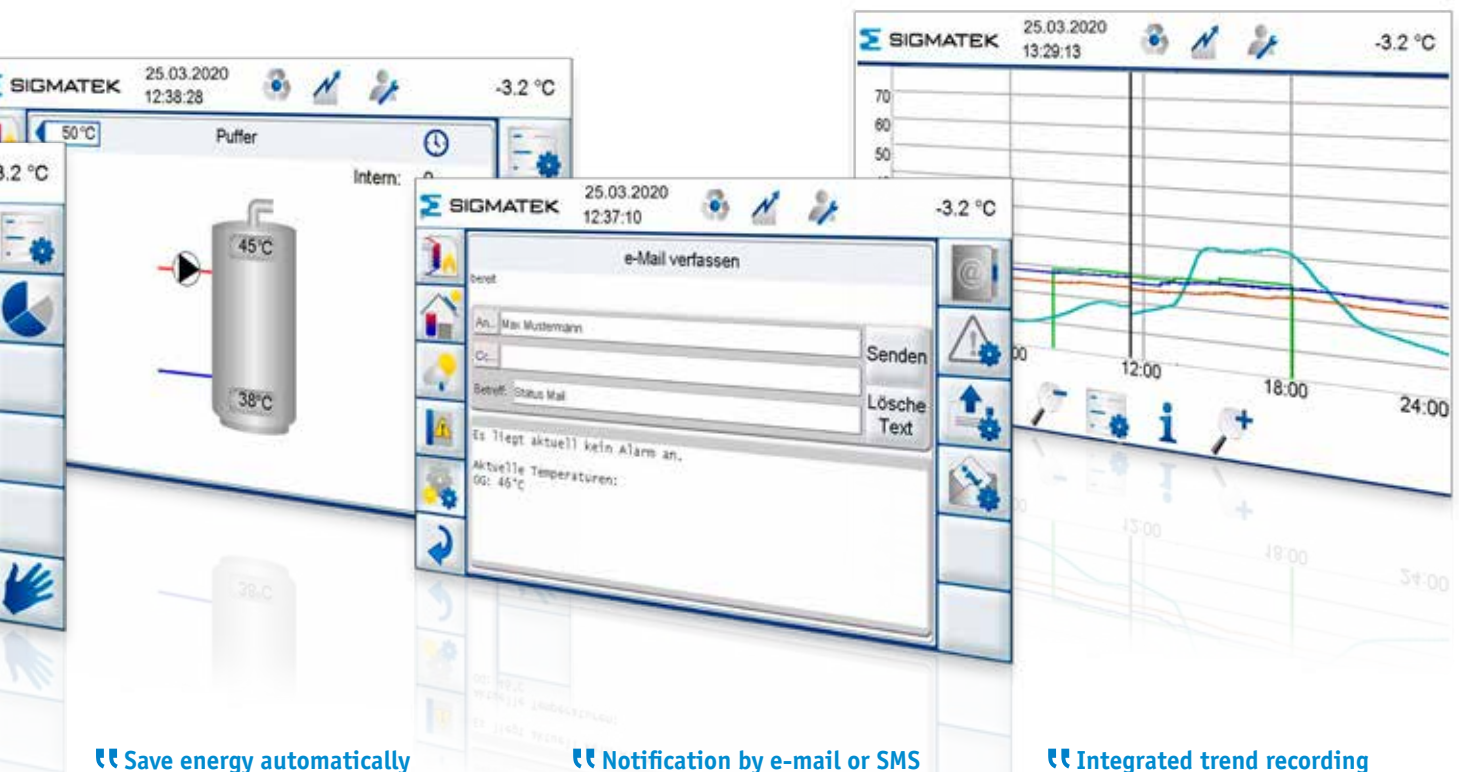 SIGMATEK
25.03.2020
12:38:28
-3.2 °C
50°C
Puffer
Intern:
45°C
38°C
3.2 °C
SIGMATEK
25.03.2020
12:37:10
-3.2 °C
e-Mail verfassen
bereit
An... Max Mustermann
Cc...
Betreff: Status Mail
Senden
Lösche
Text
Es liegt aktuell kein Alarm an.
Aktuelle Temperaturen:
OG: 46°C
SIGMATEK
25.03.2020
13:29:13
-3.2 °C
70
60
50
12:00
18:00
24:00
Save energy automatically
Notification by e-mail or SMS
Integrated trend recording